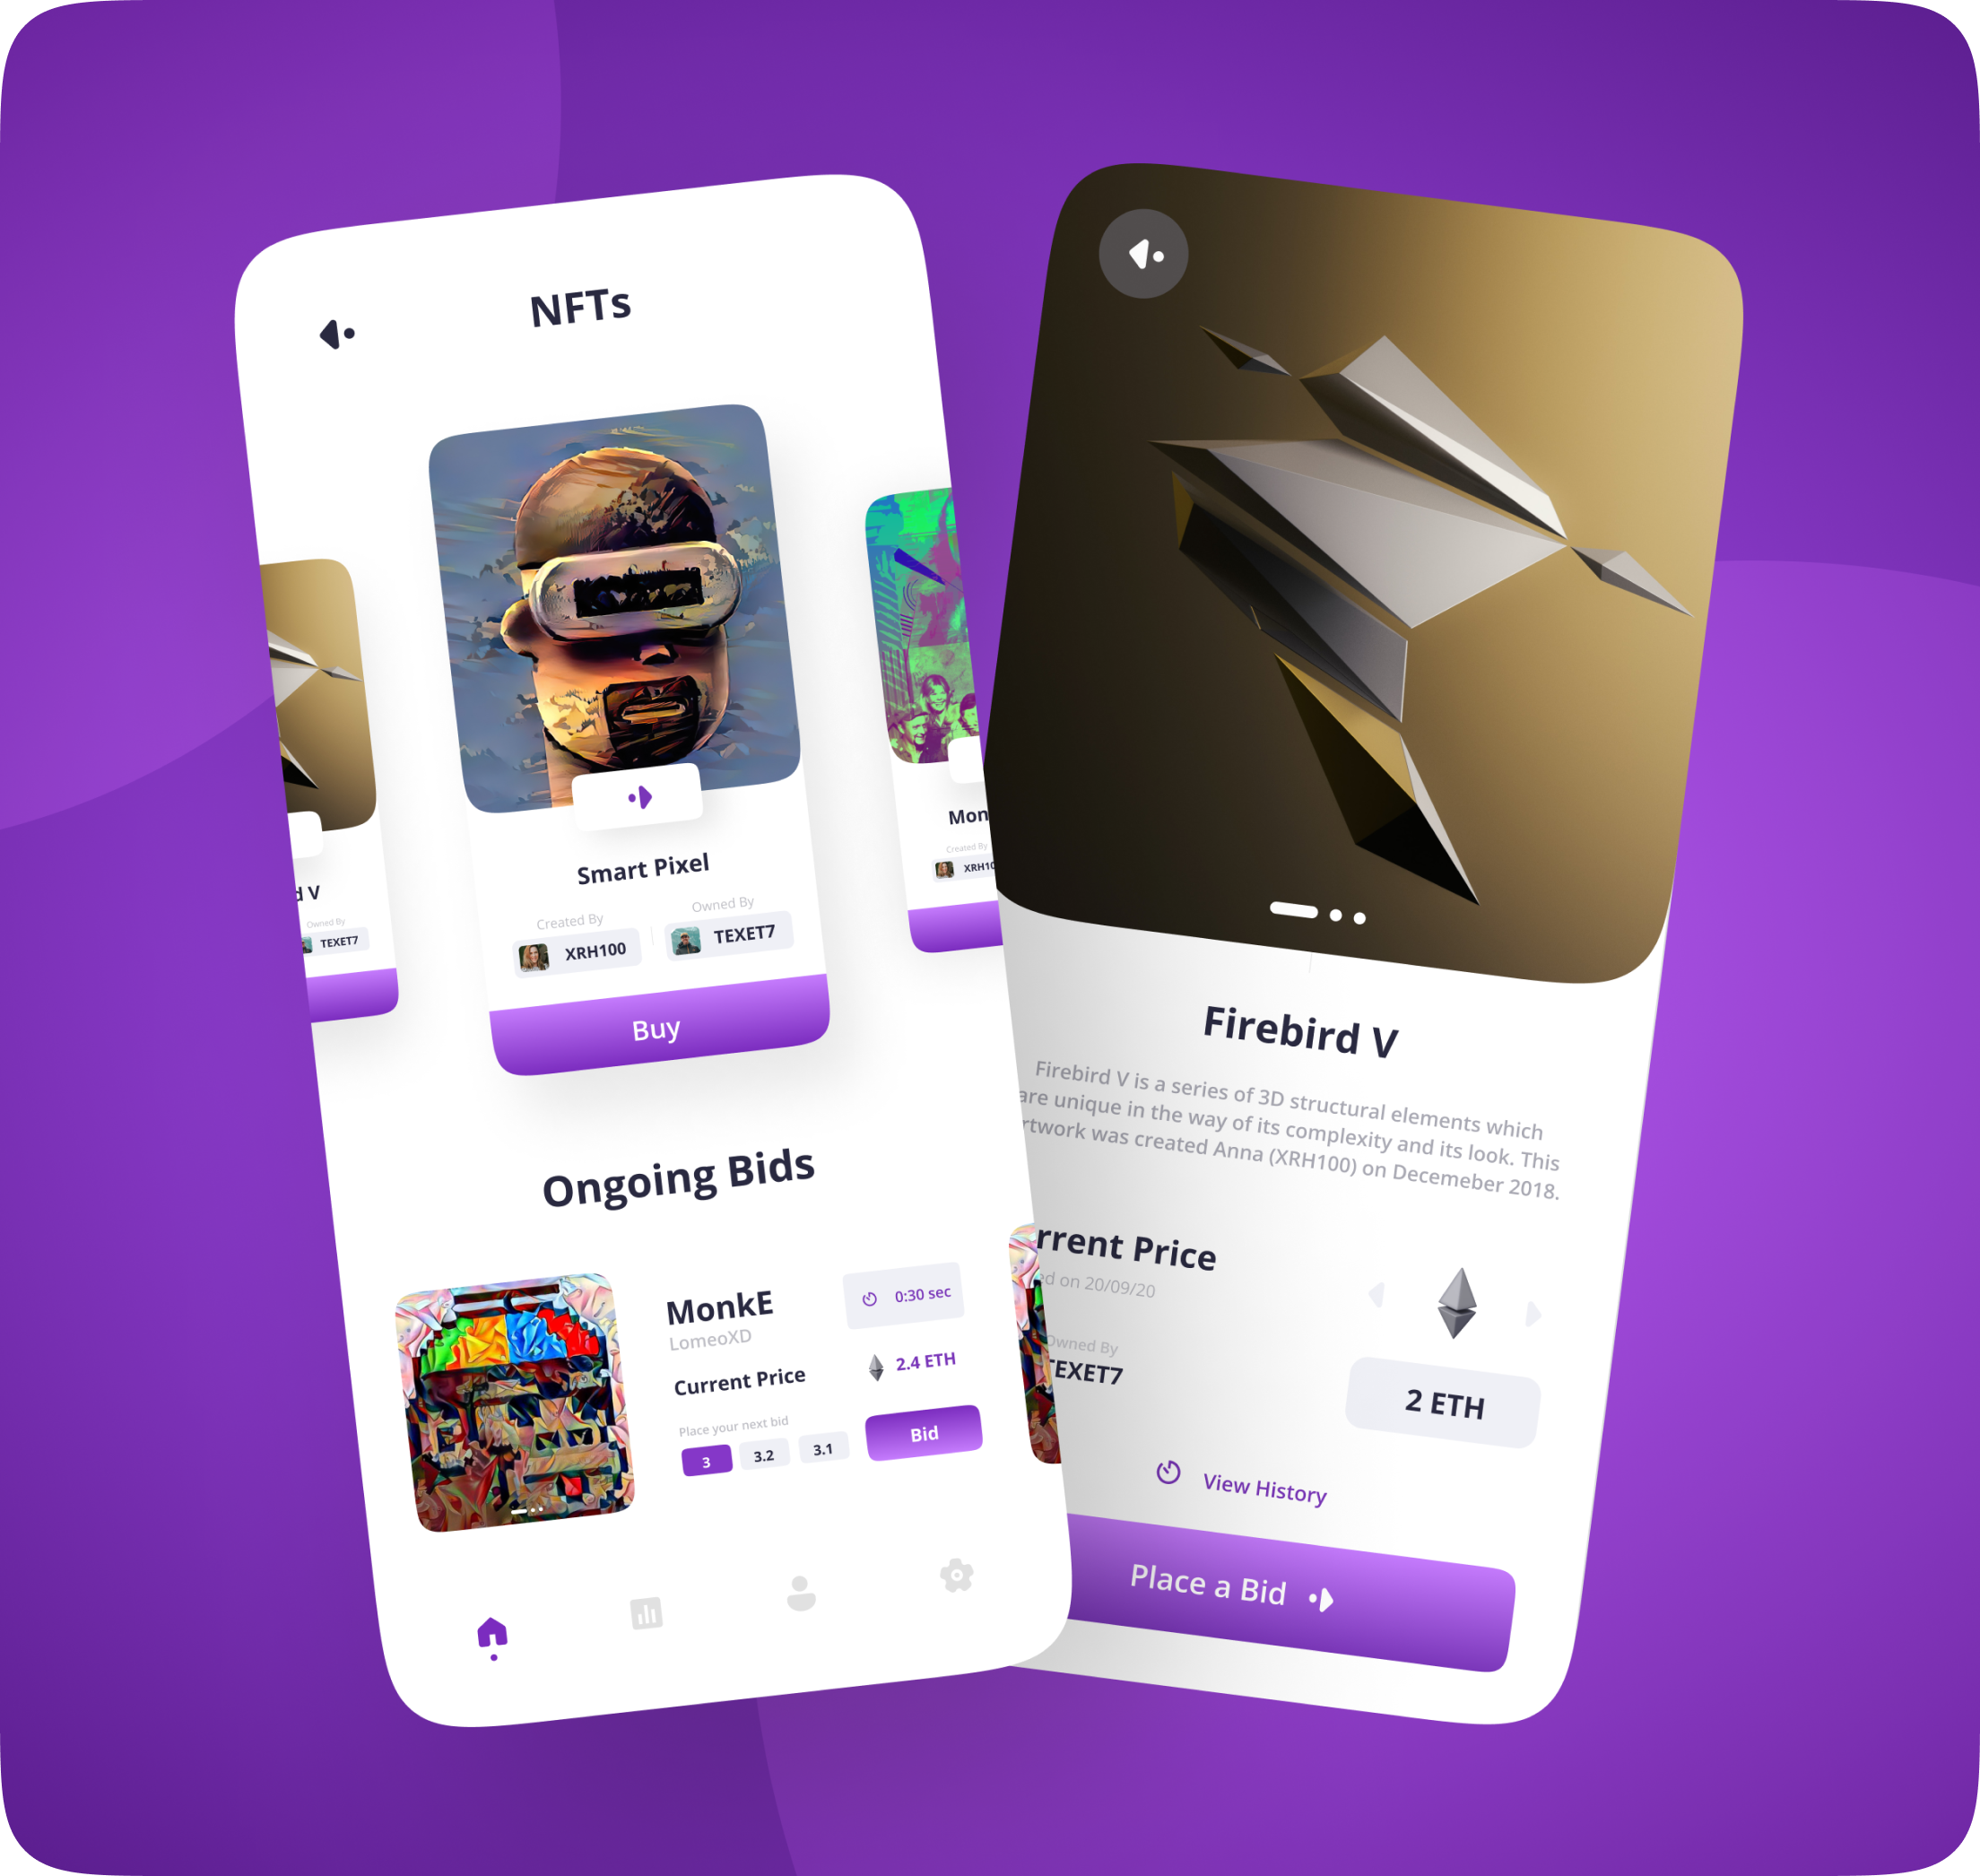 NFTs
d V
Owned By
TEXET7
Smart Pixel
Created By
Owned By
XRH100
TEXET7
Buy
Mon
Created By
XRH10
Ongoing Bids
MonkE
LomeoXD
0:30 sec
Current Price
2.4 ETH
Place your next bid
3
3.2
3.1
Bid
Firebird V
Firebird V is a series of 3D structural elements which
are unique in the way of its complexity and its look. This
rtwork was created Anna (XRH100) on Decemeber 2018.
rrent Price
ed on 20/09/20
Owned By
TEXET7
2 ETH
View History
Place a Bid